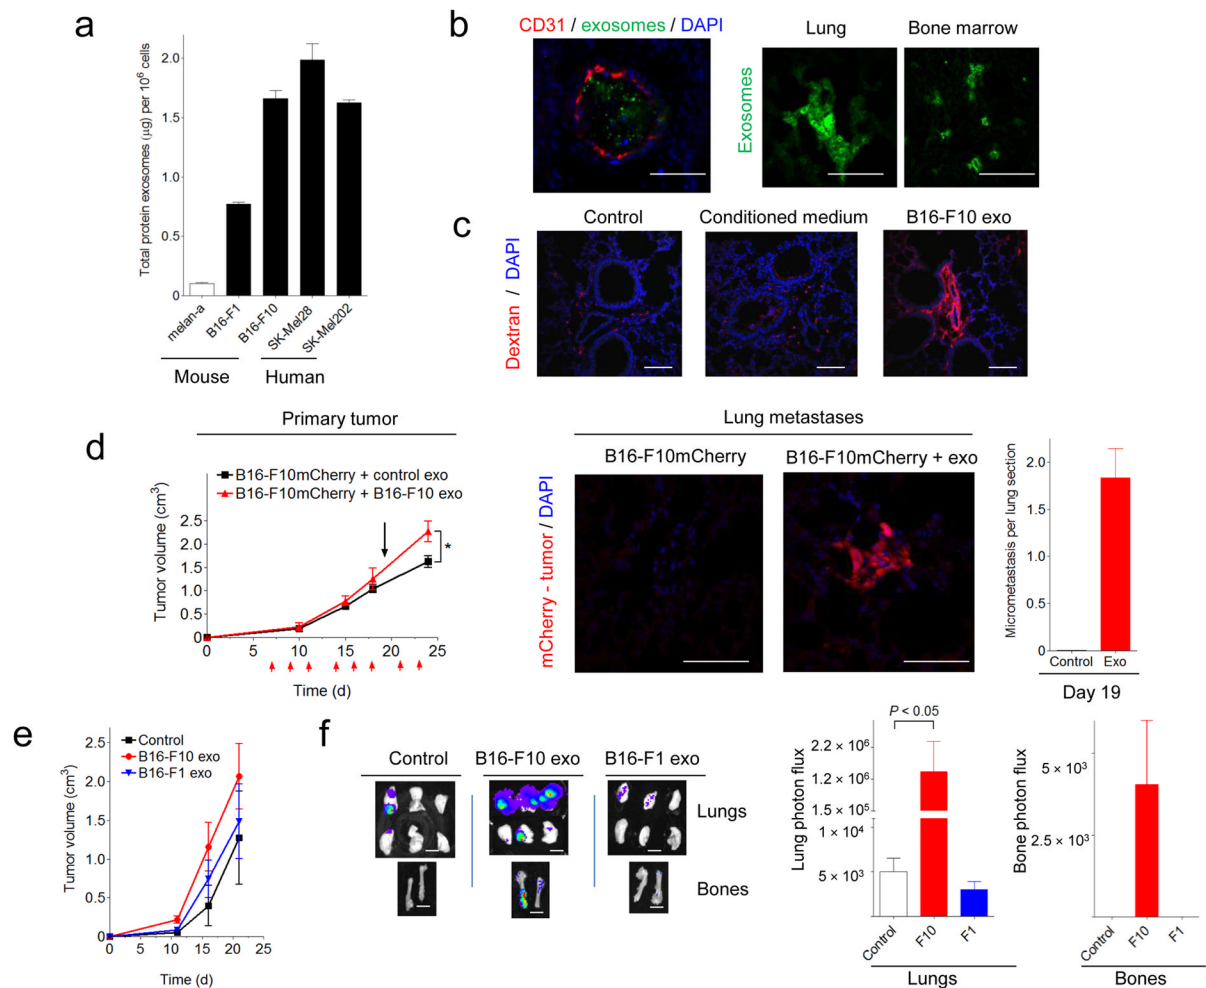 a
Total protein exosomes (μg) per 10⁶ cells
2.0
1.5
1.0
0.5
0
melan-a
B16-F1
B16-F10
SK-Mel28
SK-Mel202
Mouse
Human
b
CD31 / exosomes / DAPI
Exosomes
Lung
Bone marrow
c
Dextran / DAPI
Control
Conditioned medium
B16-F10 exo
d
Primary tumor
B16-F10mCherry + control exo
B16-F10mCherry + B16-F10 exo
Tumor volume (cm³)
2.5
2.0
1.5
1.0
0.5
0
*
0
5
10
15
20
25
Time (d)
Lung metastases
B16-F10mCherry
B16-F10mCherry + exo
mCherry - tumor / DAPI
Micrometastasis per lung section
2.0
1.5
1.0
0.5
0
Control
Exo
Day 19
e
Control
B16-F10 exo
B16-F1 exo
Tumor volume (cm³)
2.5
2.0
1.5
1.0
0.5
0
0
5
10
15
20
25
Time (d)
f
Control
B16-F10 exo
B16-F1 exo
Lungs
Bones
P < 0.05
Lung photon flux
2.2 × 10⁶
1.2 × 10⁶
1.5 × 10⁵
1 × 10⁴
5 × 10³
Control
F10
F1
Lungs
Bone photon flux
5 × 10³
2.5 × 10³
Control
F10
F1
Bones